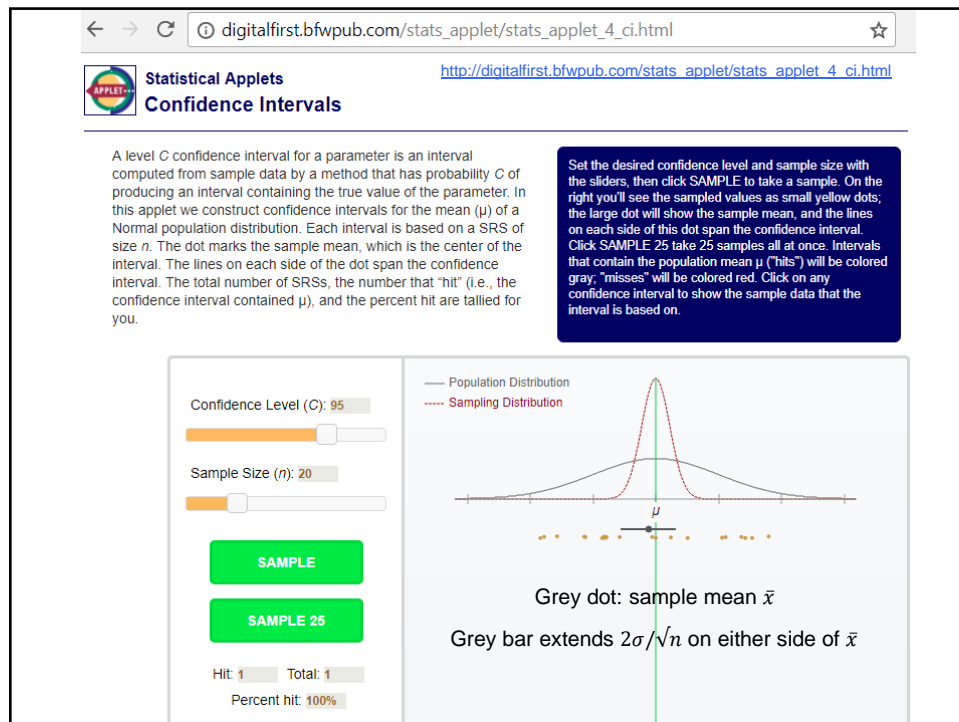 digitalfirst.bfwpub.com/stats_applet/stats_applet_4_ci.html
APPLET
Statistical Applets
Confidence Intervals
http://digitalfirst.bfwpub.com/stats_applet/stats_applet_4_ci.html
A level C confidence interval for a parameter is an interval
computed from sample data by a method that has probability C of
producing an interval containing the true value of the parameter. In
this applet we construct confidence intervals for the mean (μ) of a
Normal population distribution. Each interval is based on a SRS of
size n. The dot marks the sample mean, which is the center of the
interval. The lines on each side of the dot span the confidence
interval. The total number of SRSs, the number that “hit” (i.e., the
confidence interval contained μ), and the percent hit are tallied for
you.
Set the desired confidence level and sample size with
the sliders, then click SAMPLE to take a sample. On the
right you'll see the sampled values as small yellow dots;
the large dot will show the sample mean, and the lines
on each side of this dot span the confidence interval.
Click SAMPLE 25 take 25 samples all at once. Intervals
that contain the population mean μ ("hits") will be colored
gray; "misses" will be colored red. Click on any
confidence interval to show the sample data that the
interval is based on.
Confidence Level (C): 95
Sample Size (n): 20
SAMPLE
SAMPLE 25
Hit: 1 Total: 1
Percent hit: 100%
Population Distribution
Sampling Distribution
μ
Grey dot: sample mean x̄
Grey bar extends 2σ/√n on either side of x̄